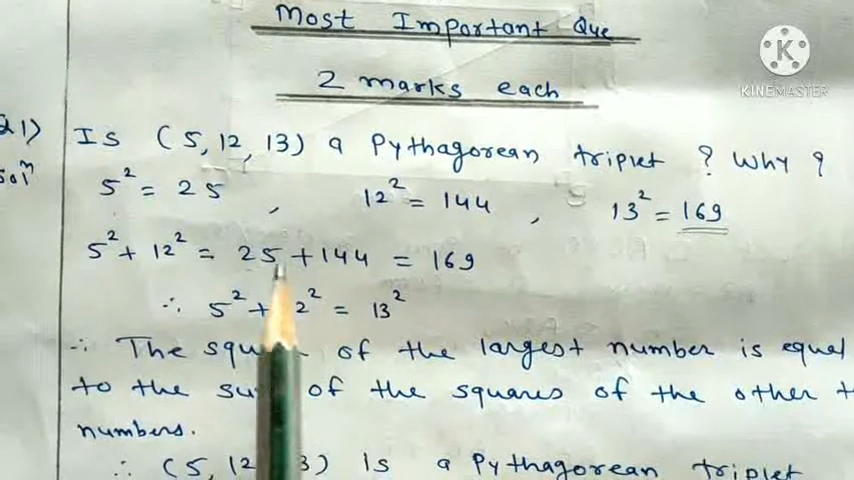 Most Important Que
2 marks each
KINEMASTER
Q1) Is (5, 12, 13) a Pythagorean triplet ? Why ?
Solⁿ 5² = 25 , 12² = 144 , 13² = 169
5² + 12² = 25 + 144 = 169
∴ 5² + 2² = 13²
∴ The squ of the largest number is equal
to the su of the squares of the other
numbers.
∴ (5, 12 3) Is a Pythagorean triplet